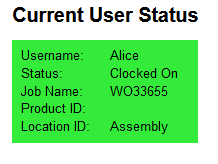 Current User Status
Username: Alice
Status: Clocked On
Job Name: WO33655
Product ID:
Location ID: Assembly